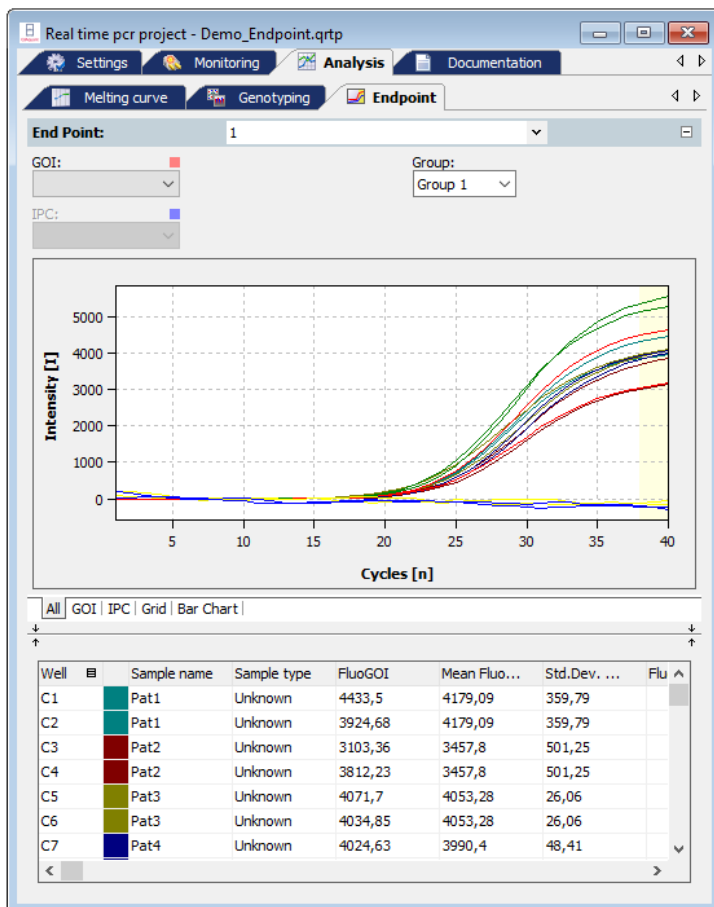 Real time pcr project - Demo_Endpoint.qrtp
Settings Monitoring Analysis Documentation
Melting curve Genotyping Endpoint
End Point: 1
GOI: Group:
Group 1
IPC:
5000
4000
3000
2000
1000
0
Intensity [I]
5 10 15 20 25 30 35 40
Cycles [n]
All GOI IPC Grid Bar Chart
Well Sample name Sample type FluoGOI Mean Fluo... Std.Dev. ... Flu
C1 Pat1 Unknown 4433,5 4179,09 359,79
C2 Pat1 Unknown 3924,68 4179,09 359,79
C3 Pat2 Unknown 3103,36 3457,8 501,25
C4 Pat2 Unknown 3812,23 3457,8 501,25
C5 Pat3 Unknown 4071,7 4053,28 26,06
C6 Pat3 Unknown 4034,85 4053,28 26,06
C7 Pat4 Unknown 4024,63 3990,4 48,41